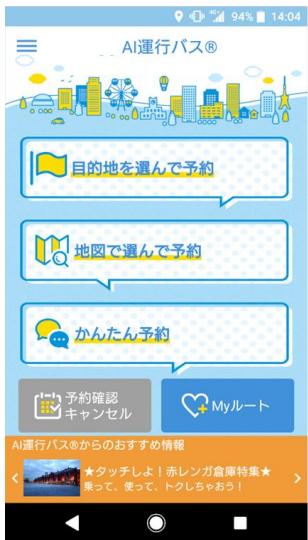 4G 94% 14:04
AI運行バス®
目的地を選んで予約
地図で選んで予約
かんたん予約
予約確認
キャンセル
Myルート
AI運行バス®からのおすすめ情報
★タッチしよ！赤レンガ倉庫特集★
乗って、使って、トクしちゃおう！